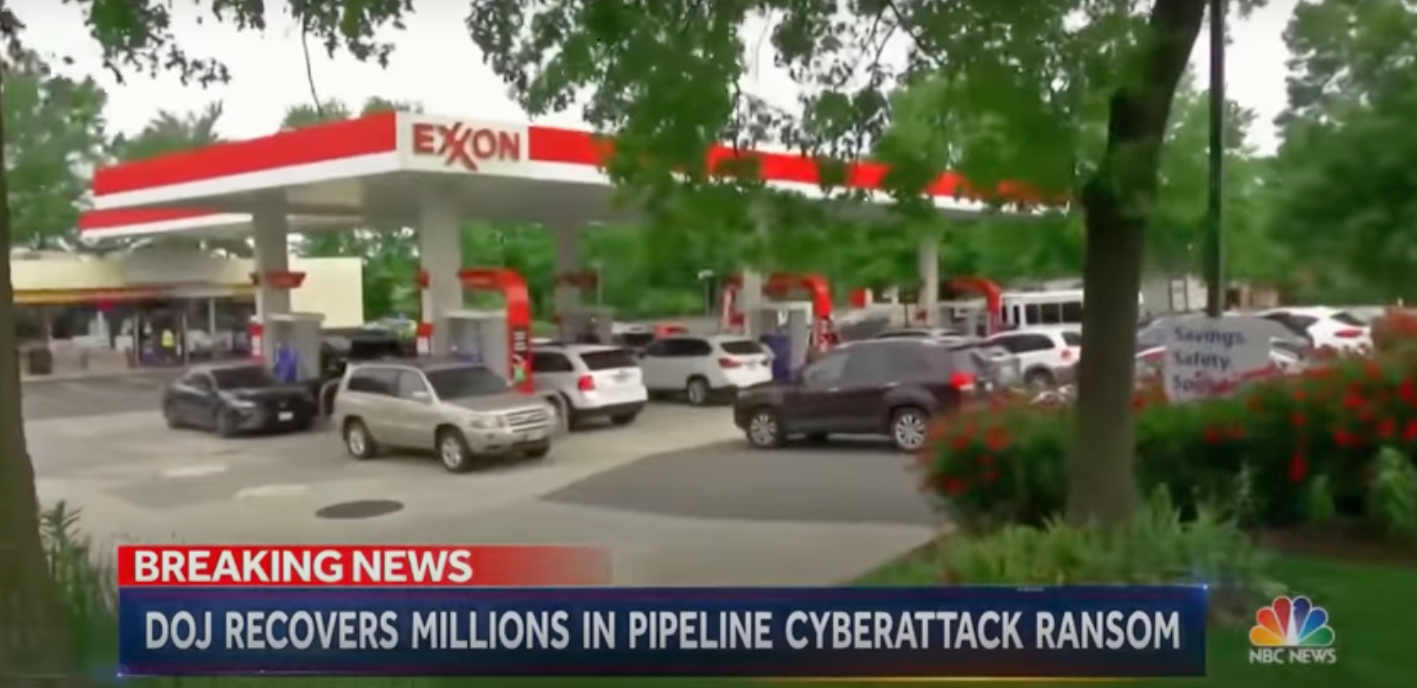 EXXON
Savings.
Safety.
BREAKING NEWS
DOJ RECOVERS MILLIONS IN PIPELINE CYBERATTACK RANSOM
NBC NEWS